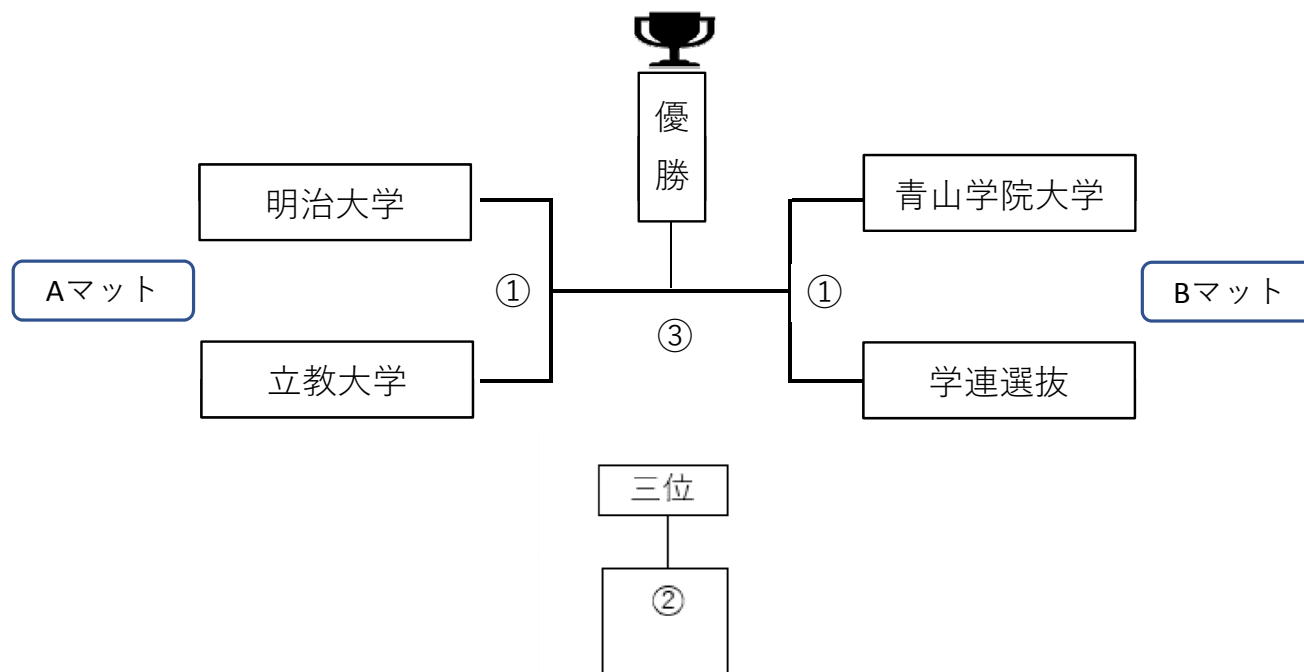 優
勝
明治大学
青山学院大学
Aマット
①
①
Bマット
③
立教大学
学連選抜
三位
②